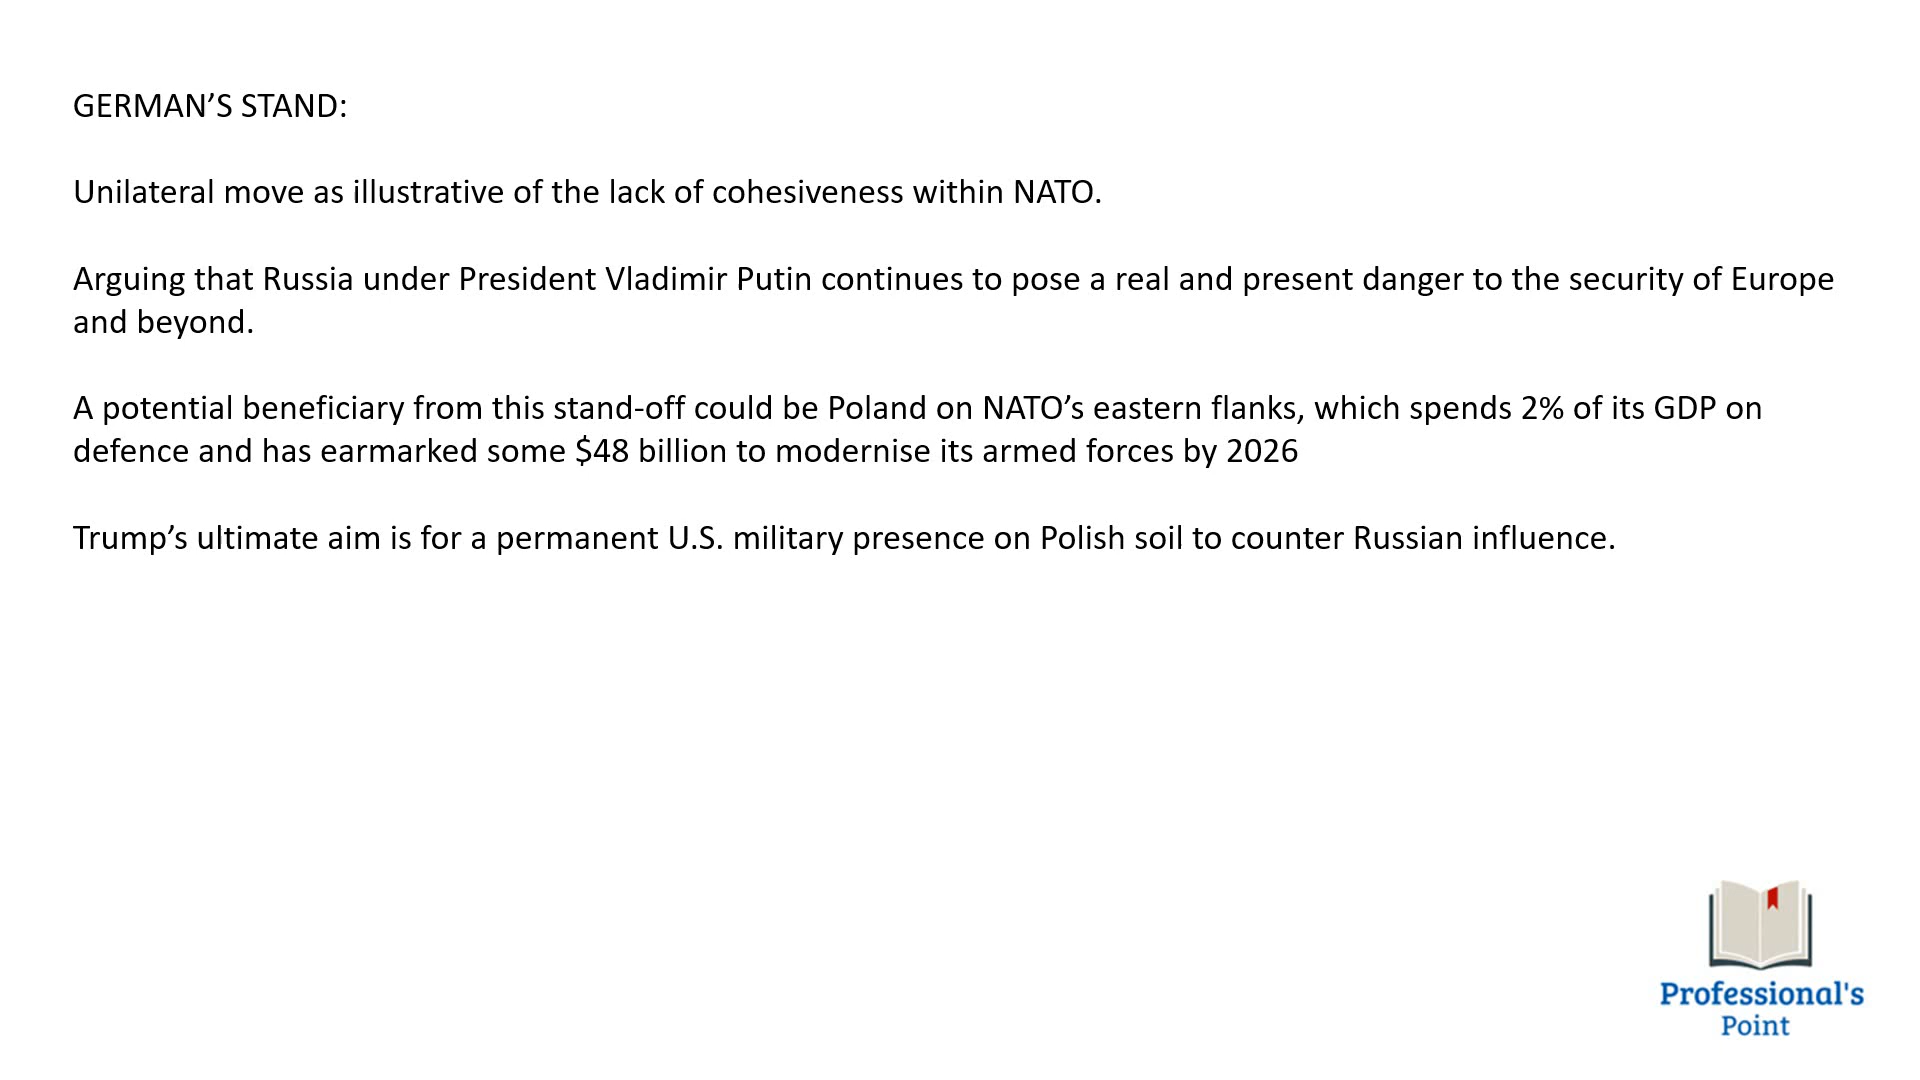 GERMAN’S STAND:
Unilateral move as illustrative of the lack of cohesiveness within NATO.
Arguing that Russia under President Vladimir Putin continues to pose a real and present danger to the security of Europe
and beyond.
A potential beneficiary from this stand-off could be Poland on NATO’s eastern flanks, which spends 2% of its GDP on
defence and has earmarked some $48 billion to modernise its armed forces by 2026
Trump’s ultimate aim is for a permanent U.S. military presence on Polish soil to counter Russian influence.
Professional's
Point